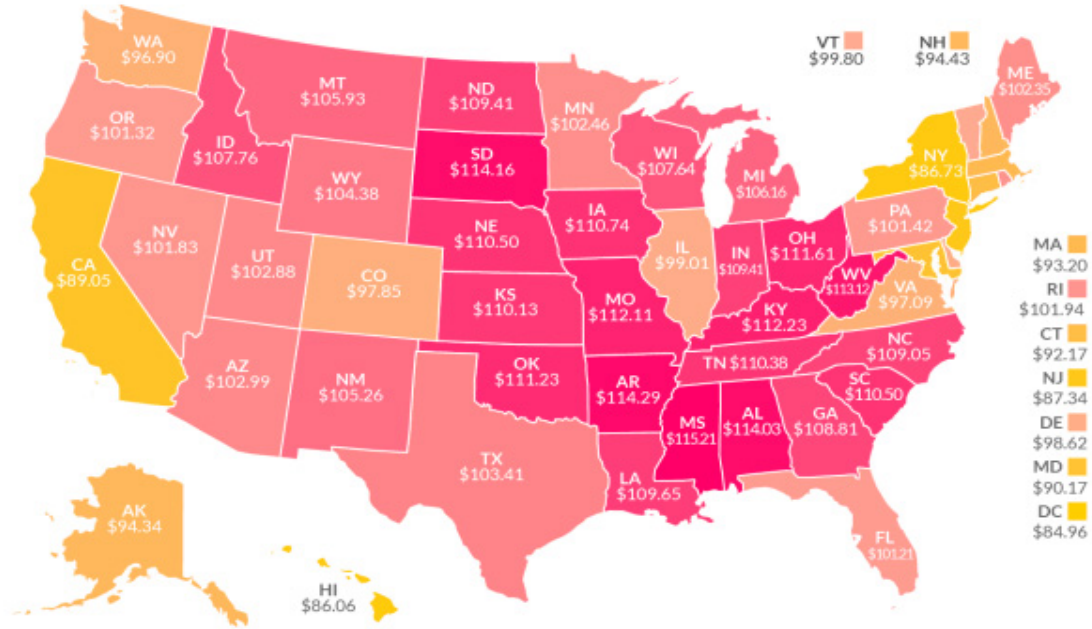 WA
$96.90
OR
$101.32
CA
$89.05
ID
$107.76
NV
$101.83
MT
$105.93
WY
$104.38
UT
$102.88
AZ
$102.99
CO
$97.85
NM
$105.26
ND
$109.41
SD
$114.16
NE
$110.50
KS
$110.13
OK
$111.23
TX
$103.41
MN
$102.46
IA
$110.74
MO
$112.11
AR
$114.29
LA
$109.65
WI
$107.64
IL
$99.01
MI
$106.16
IN
$109.41
OH
$111.61
KY
$112.23
TN $110.38
MS
$115.21
AL
$114.03
GA
$108.81
FL
$101.21
SC
$110.50
NC
$109.05
WV
$113.12
VA
$97.09
PA
$101.42
NY
$86.73
VT
$99.80
NH
$94.43
ME
$102.35
MA
$93.20
RI
$101.94
CT
$92.17
NJ
$87.34
DE
$98.62
MD
$90.17
DC
$84.96
AK
$94.34
HI
$86.06